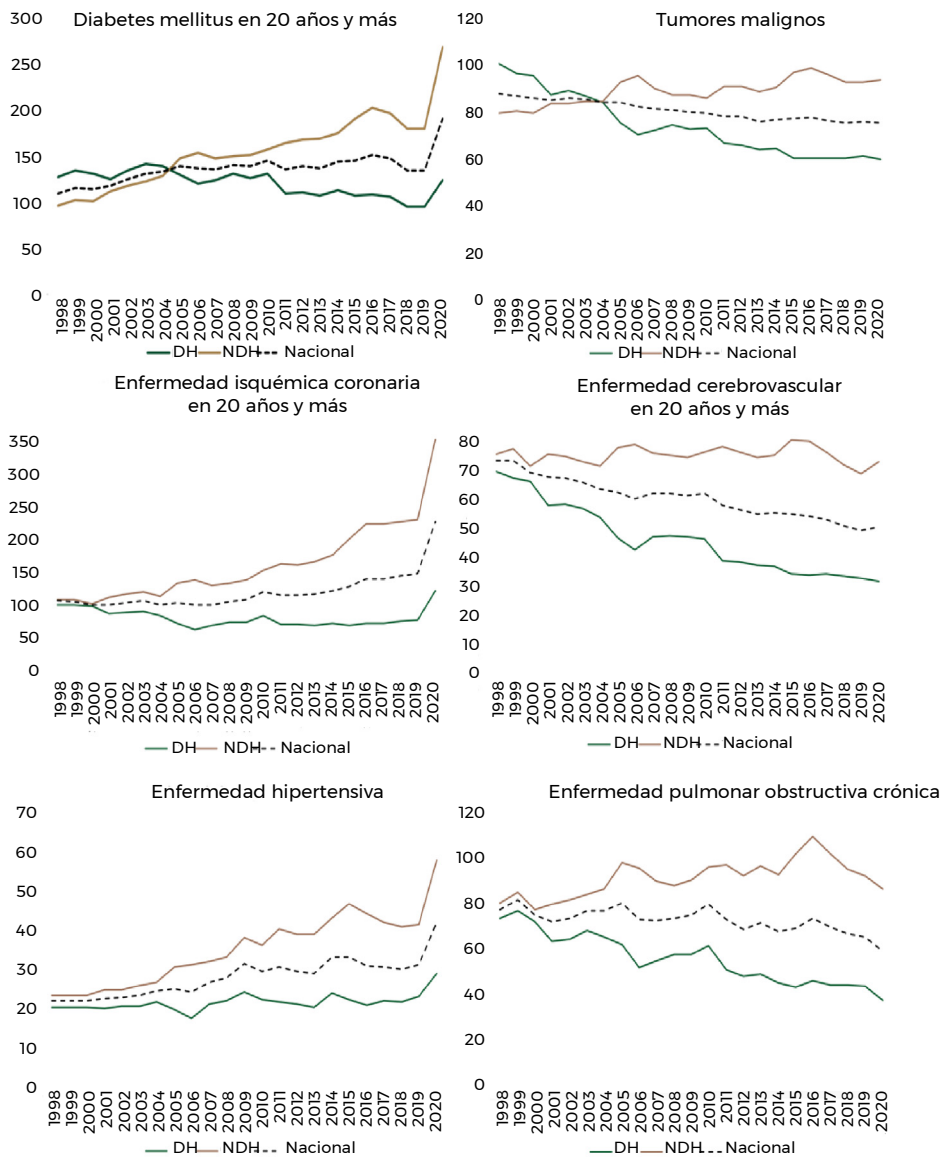 Diabetes mellitus en 20 años y más
300
250
200
150
100
50
0
1998 1999 2000 2001 2002 2003 2004 2005 2006 2007 2008 2009 2010 2011 2012 2013 2014 2015 2016 2017 2018 2019 2020
DH NDH Nacional
Tumores malignos
120
100
80
60
40
20
0
1998 1999 2000 2001 2002 2003 2004 2005 2006 2007 2008 2009 2010 2011 2012 2013 2014 2015 2016 2017 2018 2019 2020
DH NDH Nacional
Enfermedad isquémica coronaria
en 20 años y más
350
300
250
200
150
100
50
0
1998 1999 2000 2001 2002 2003 2004 2005 2006 2007 2008 2009 2010 2011 2012 2013 2014 2015 2016 2017 2018 2019 2020
DH NDH Nacional
Enfermedad cerebrovascular
en 20 años y más
80
70
60
50
40
30
20
10
0
1998 1999 2000 2001 2002 2003 2004 2005 2006 2007 2008 2009 2010 2011 2012 2013 2014 2015 2016 2017 2018 2019 2020
DH NDH Nacional
Enfermedad hipertensiva
70
60
50
40
30
20
10
0
1998 1999 2000 2001 2002 2003 2004 2005 2006 2007 2008 2009 2010 2011 2012 2013 2014 2015 2016 2017 2018 2019 2020
DH NDH Nacional
Enfermedad pulmonar obstructiva crónica
120
100
80
60
40
20
0
1998 1999 2000 2001 2002 2003 2004 2005 2006 2007 2008 2009 2010 2011 2012 2013 2014 2015 2016 2017 2018 2019 2020
DH NDH Nacional